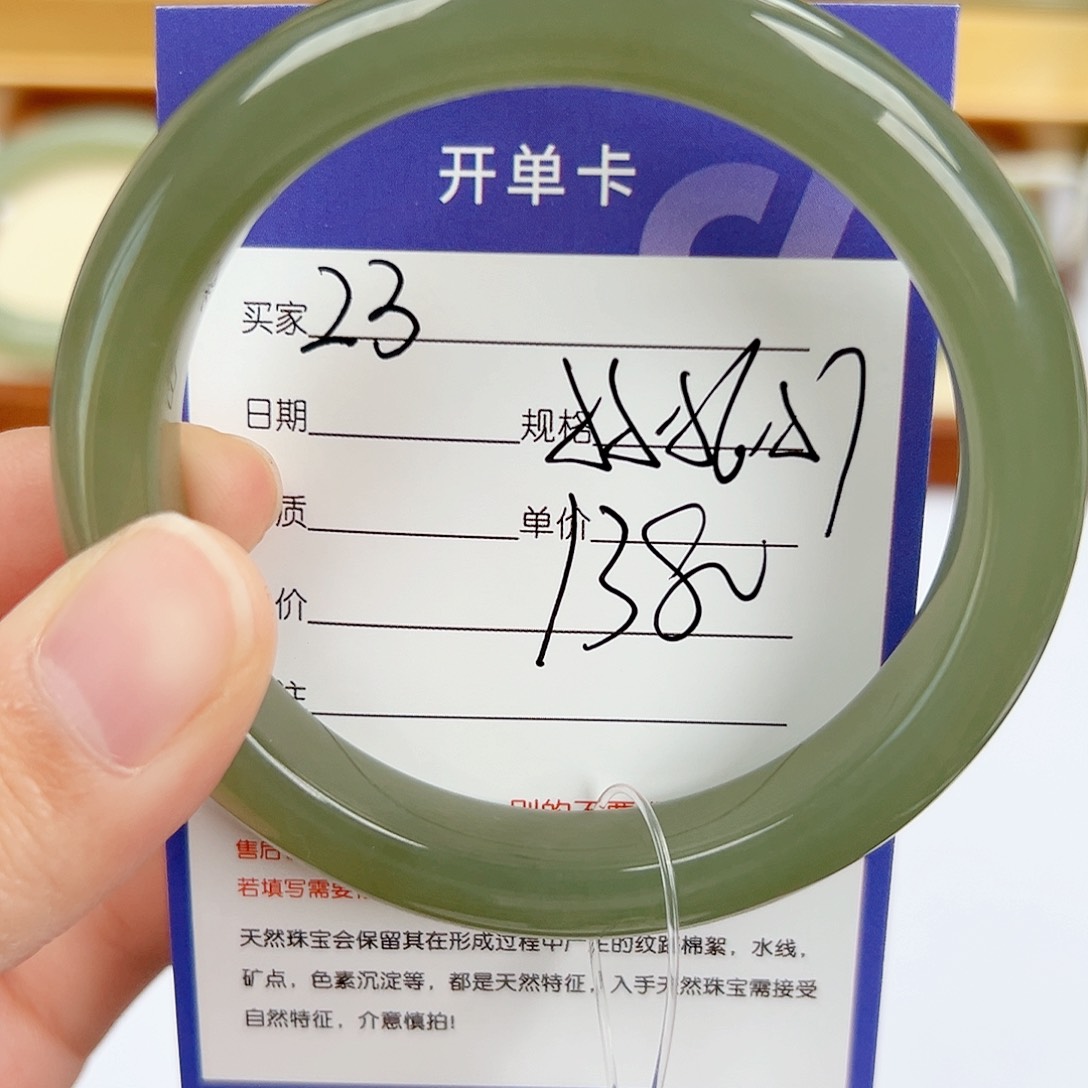 开单卡
买家 23
日期 规格
质 单价 1380
价
注
别的不要
售后
若填写需要
天然珠宝会保留其在形成过程中产生的纹路棉絮，水线，
矿点，色素沉淀等，都是天然特征，入手天然珠宝需接受
自然特征，介意慎拍!